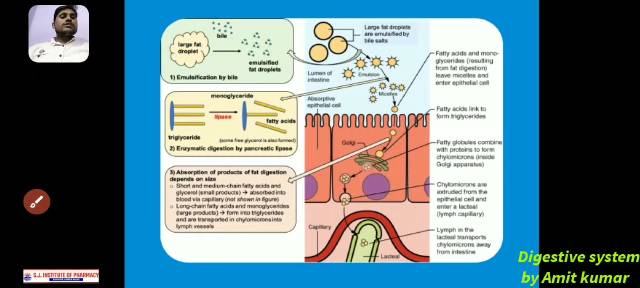 large fat
droplet
bile
emulsified
fat droplets
1) Emulsification by bile
monoglyceride
lipase
fatty acids
triglyceride
(some free glycerol is also formed)
2) Enzymatic digestion by pancreatic lipase
3) Absorption of products of fat digestion
depends on size
Short and medium-chain fatty acids and
glycerol (small products) → absorbed into
blood via capillary (not shown in figure)
Long-chain fatty acids and monoglycerides
(large products) → form into triglycerides
and are transported in chylomicrons into
lymph vessels
Large fat droplets
are emulsified by
bile salts
Lumen of
intestine
Emulsion
Micelles
Absorptive
epithelial cell
Golgi
Capillary
Lacteal
Fatty acids and mono-
glycerides (resulting
from fat digestion)
leave micelles and
enter epithelial cell
Fatty acids link to
form triglycerides
Fatty globules combine
with proteins to form
chylomicrons (inside
Golgi apparatus)
Chylomicrons are
extruded from the
epithelial cell and
enter a lacteal
(lymph capillary)
Lymph in the
lacteal transports
chylomicrons away
from intestine
S.J. INSTITUTE OF PHARMACY
Digestive system
by Amit kumar